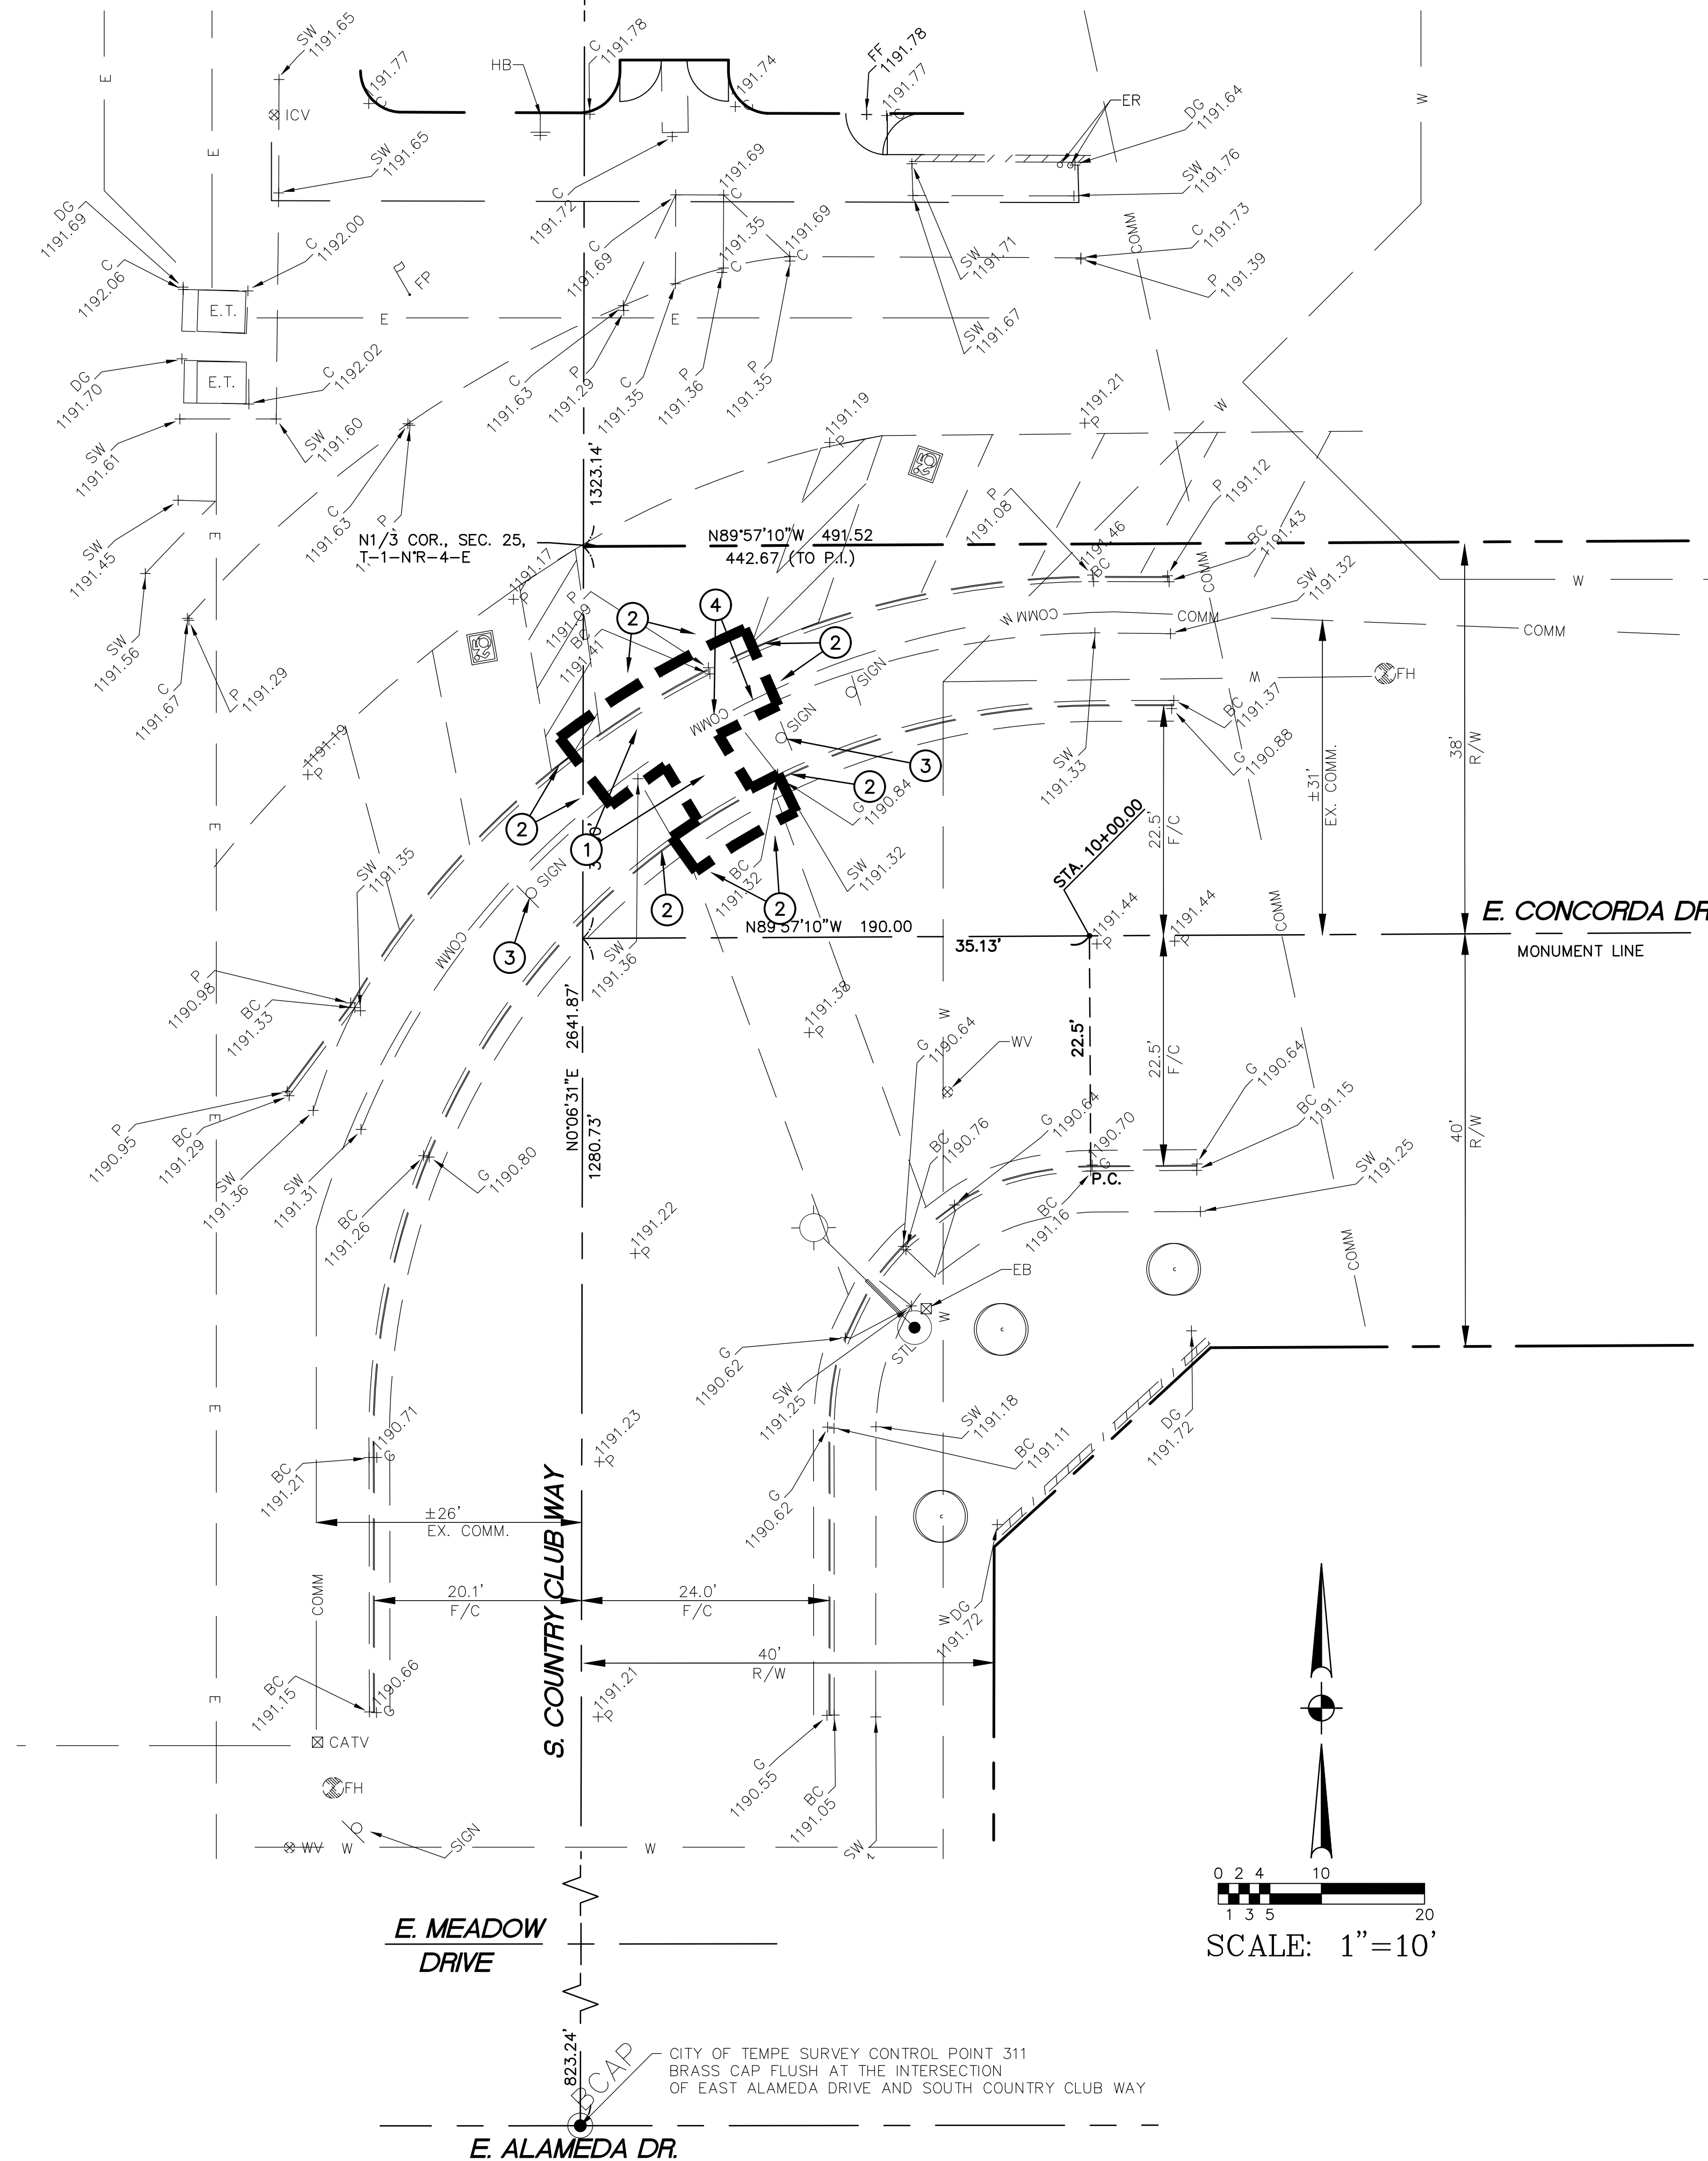 SW
1191.65
1191.77
HB
C
1191.78
1191.74
FF
1191.78
1191.77
C
C
C
ER
DG
1191.64
E
E
W
ICV
SW
1191.65
1191.69
C
C
1191.72
SW
1191.76
DG
1191.69
C
1192.06
C
1192.00
FP
C
1191.69
1191.35
C
1191.69
C
SW
1191.71
COMM
C
1191.73
P
1191.39
E.T.
E
E
SW
1191.67
E.T.
C
1192.02
DG
1191.70
C
1191.63
P
1191.29
C
1191.35
P
1191.36
P
1191.35
1191.21
P
1191.19
P
W
SW
1191.61
SW
1191.60
1323.14'
C
1191.63
P
SW
1191.45
N1/3 COR., SEC. 25,
T-1-N'R-4-E
N89°57'10"W 491.52
442.67 (TO P.I.)
P
1191.08
P
1191.12
1191.46
BC
BC
1191.43
COMM
E
W
1191.17
P
P
1191.09
BC
1191.41
2
4
2
SW
1191.32
W
COMM
COMM
COMM
SW
1191.56
C
1191.67
P
1191.29
SIGN
SIGN
W
FH
COMM
BC
1191.37
G
1190.88
1191.19
P
3
2
2
1
G
1190.84
SW
1191.33
22.5'
F/C
±31'
EX. COMM.
38'
R/W
E
SW
1191.35
SIGN
BC
1191.32
SW
1191.32
STA. 10+00.00
2
2
COMM
3
SW
1191.36
N89°57'10"W 190.00
35.13'
1191.44
P
1191.44
P
COMM
E. CONCORDA DR
MONUMENT LINE
P
1190.98
BC
1191.33
1191.38
P
N0°06'31"E 2641.87'
1280.73'
W
G
1190.64
WV
22.5'
22.5'
F/C
G
1190.64
BC
1191.15
P
1190.95
BC
1191.29
SW
1191.36
SW
1191.31
E
G
1190.80
BC
1191.26
BC
1190.76
G
1190.64
1190.70
G
P.C.
BC
1191.16
SW
1191.25
40'
R/W
1191.22
P
EB
COMM
C
C
W
STL
G
1190.62
SW
1191.25
E
1190.71
G
BC
1191.21
1191.23
P
SW
1191.18
BC
1191.11
DG
1191.72
G
1190.62
C
±26'
EX. COMM.
S. COUNTRY CLUB WAY
COMM
20.1'
F/C
24.0'
F/C
W
DG
1191.72
40'
R/W
E
BC
1191.15
1190.66
G
1191.21
P
CATV
G
1190.55
BC
1191.05
FH
WV
W
SIGN
W
SW
0 2 4 10
1 3 5 20
SCALE: 1"=10'
E. MEADOW
DRIVE
823.24'
BCAP
CITY OF TEMPE SURVEY CONTROL POINT 311
BRASS CAP FLUSH AT THE INTERSECTION
OF EAST ALAMEDA DRIVE AND SOUTH COUNTRY CLUB WAY
E. ALAMEDA DR.